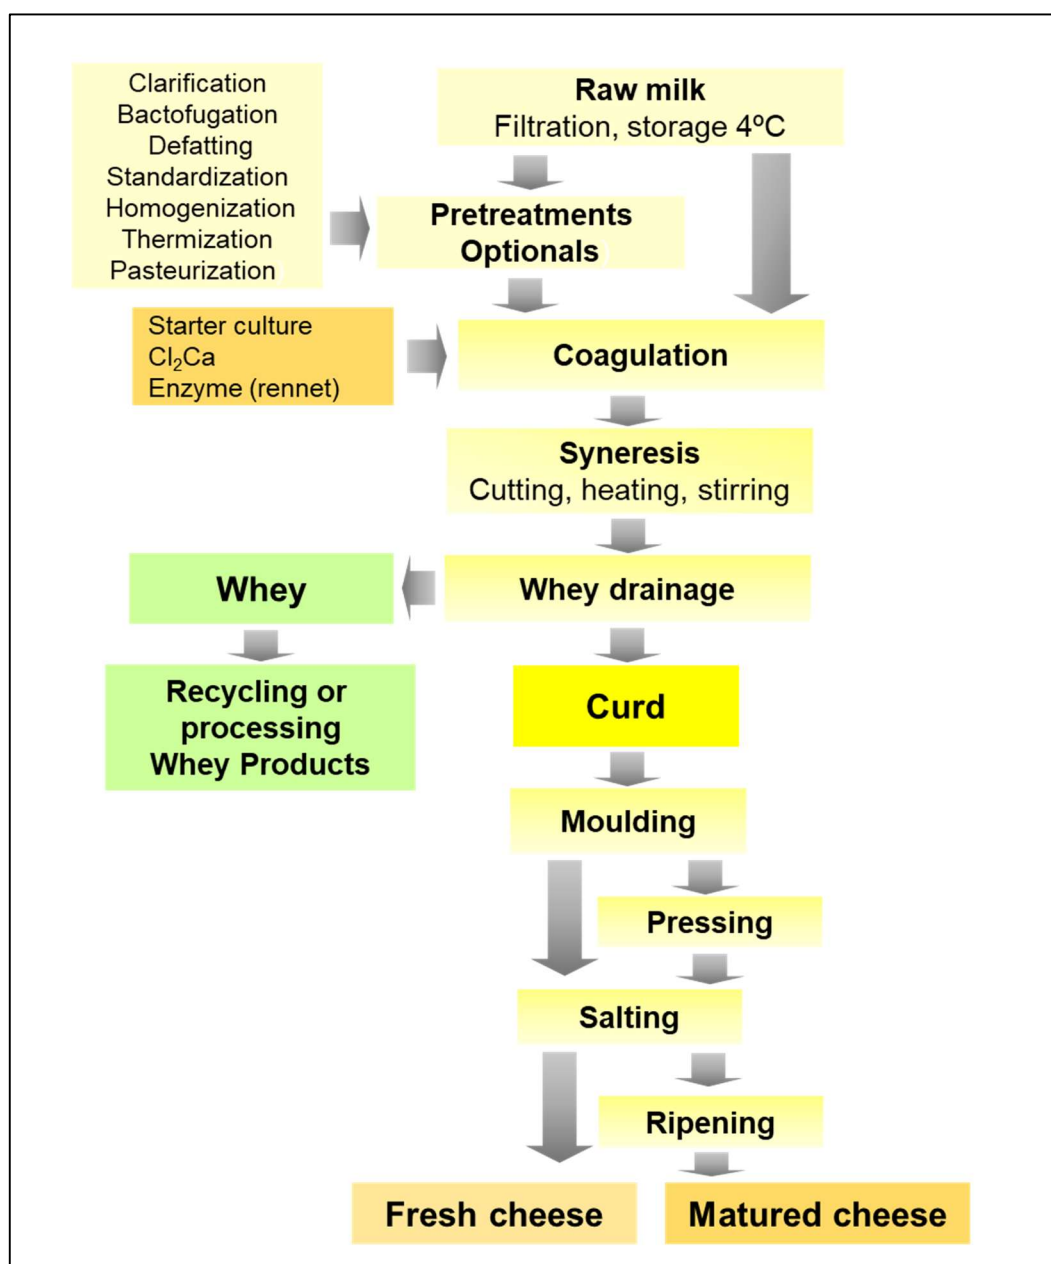 Clarification
Bactofugation
Defatting
Standardization
Homogenization
Thermization
Pasteurization)
Raw milk
Filtration, storage 4ºC
Pretreatments
Optionals)
Starter culture
Cl₂Ca
Enzyme (rennet)
Coagulation
Syneresis
Cutting, heating, stirring
Whey
Whey drainage
Recycling or
processing
Whey Products
Curd
Moulding
Pressing
Salting
Ripening
Fresh cheese
Matured cheese